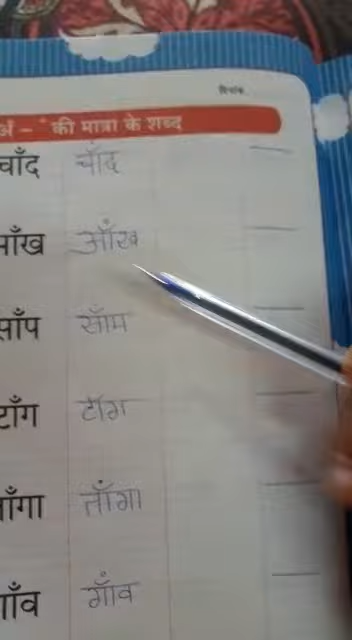 दिनांक
अँ – ँ की मात्रा के शब्द
चाँद चाँद
आँख आँख
साँप साँप
टाँग टाँग
ताँगा ताँगा
गाँव गाँव